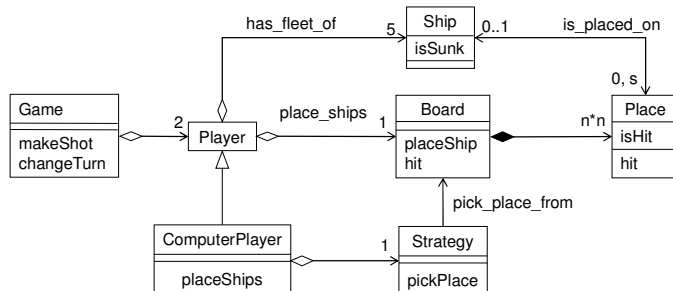 has_fleet_of
5
Ship
isSunk
0..1
is_placed_on
0, s
Game
makeShot
changeTurn
2
Player
place_ships
1
Board
placeShip
hit
n*n
Place
isHit
hit
pick_place_from
ComputerPlayer
placeShips
1
Strategy
pickPlace